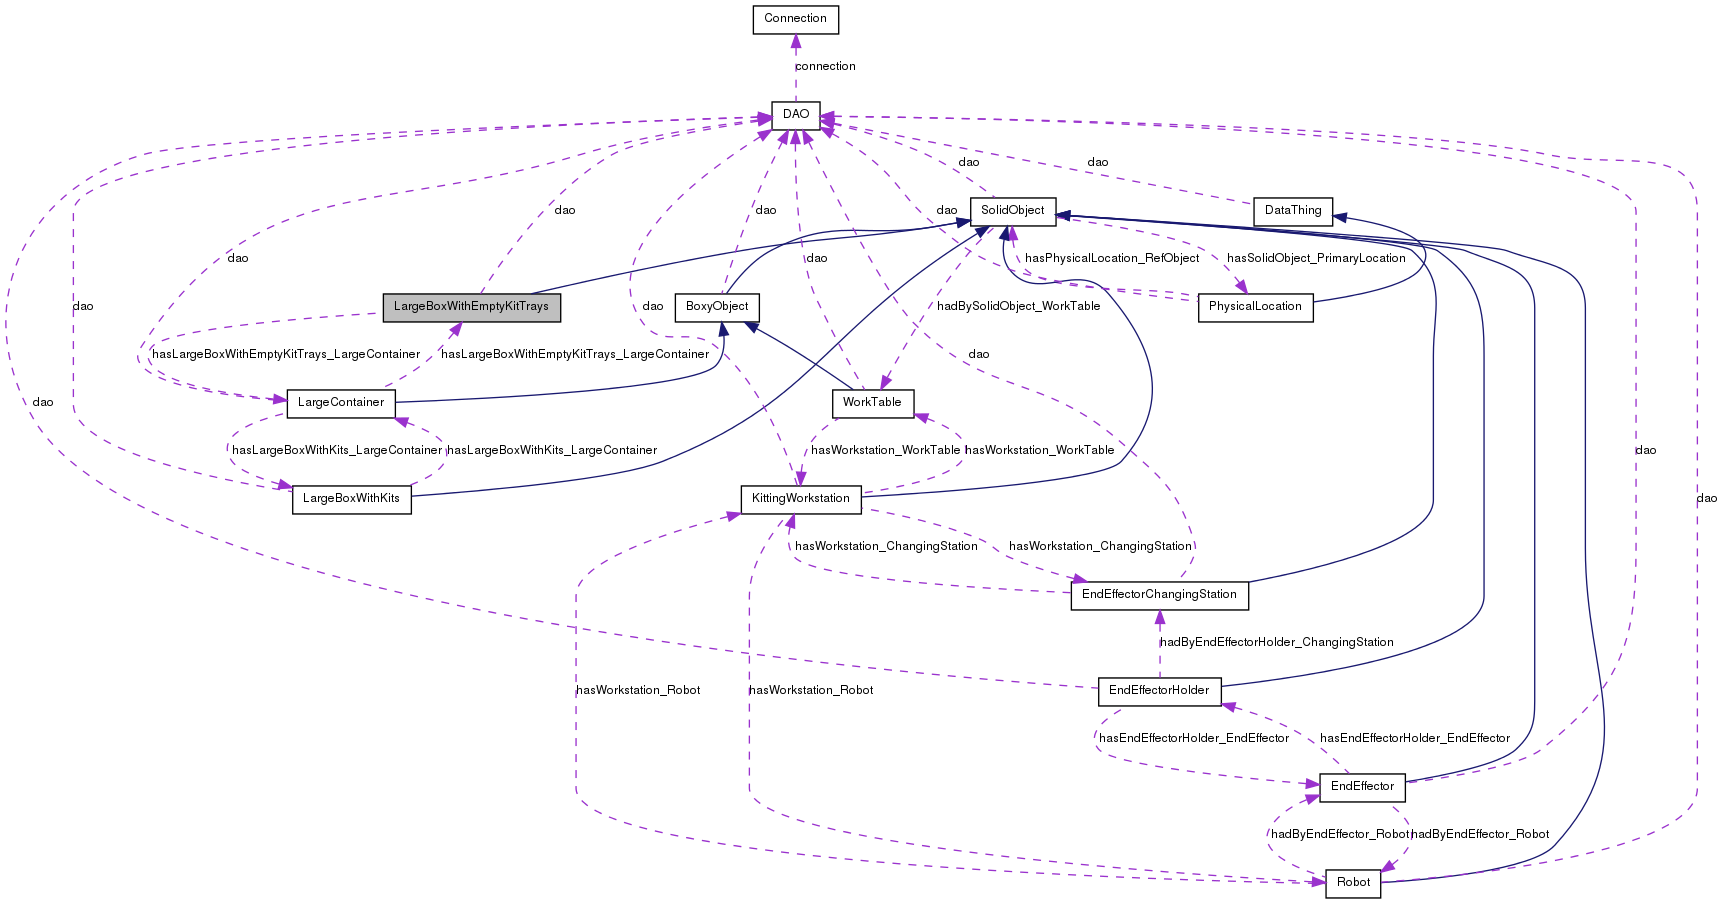 Connection
connection
DAO
dao
dao
SolidObject
DataThing
dao
dao
dao
dao
dao
hasPhysicalLocation_RefObject
hasSolidObject_PrimaryLocation
dao
LargeBoxWithEmptyKitTrays
dao
BoxyObject
hadBySolidObject_WorkTable
PhysicalLocation
hasLargeBoxWithEmptyKitTrays_LargeContainer
hasLargeBoxWithEmptyKitTrays_LargeContainer
dao
dao
LargeContainer
WorkTable
hasLargeBoxWithKits_LargeContainer
hasLargeBoxWithKits_LargeContainer
hasWorkstation_WorkTable
hasWorkstation_WorkTable
dao
LargeBoxWithKits
KittingWorkstation
dao
hasWorkstation_ChangingStation
hasWorkstation_ChangingStation
EndEffectorChangingStation
hadByEndEffectorHolder_ChangingStation
hasWorkstation_Robot
hasWorkstation_Robot
EndEffectorHolder
hasEndEffectorHolder_EndEffector
hasEndEffectorHolder_EndEffector
EndEffector
hadByEndEffector_Robot
hadByEndEffector_Robot
Robot